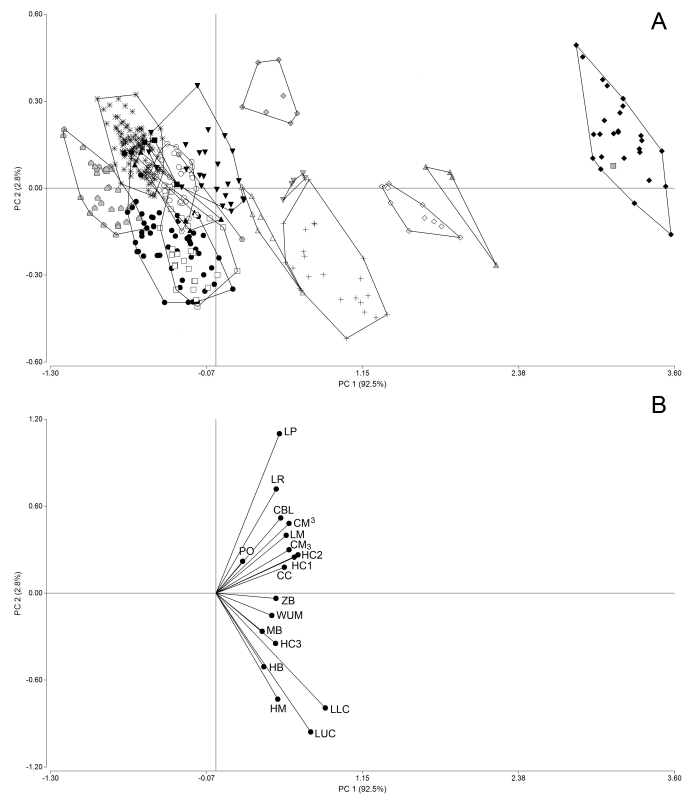 A
0.60
0.30
0.00
-0.30
-0.60
PC 2 (2.8%)
-1.30
-0.07
1.15
2.38
3.60
PC 1 (92.5%)
B
1.20
0.60
0.00
-0.60
-1.20
PC 2 (2.8%)
LP
LR
CBL
CM³
LM
CM₃
PO
HC2
HC1
CC
ZB
WUM
MB
HC3
HB
HM
LLC
LUC
-1.30
-0.07
1.15
2.38
3.60
PC 1 (92.5%)